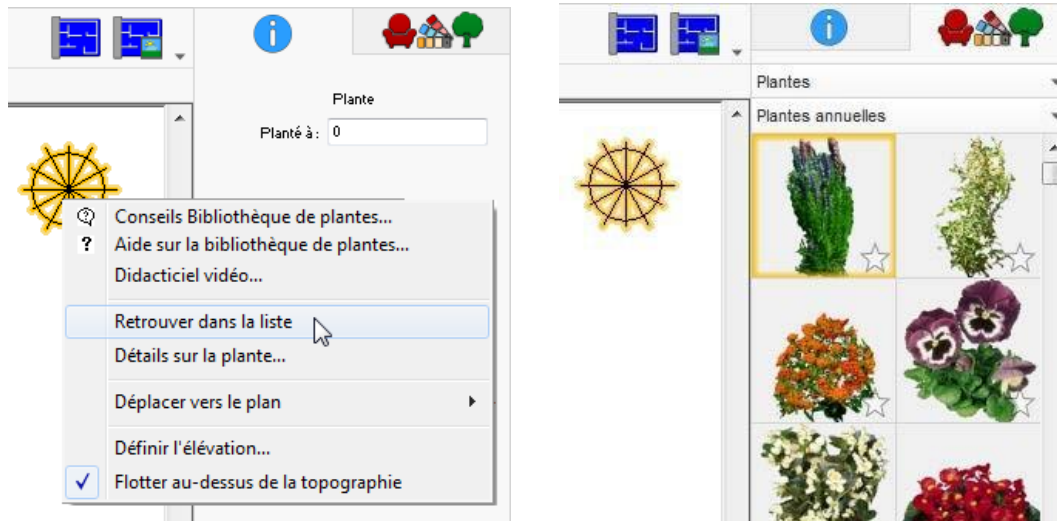 Plante
Planté à : 0
Conseils Bibliothèque de plantes...
Aide sur la bibliothèque de plantes...
Didacticiel vidéo...
Retrouver dans la liste
Détails sur la plante...
Déplacer vers le plan
Définir l'élévation...
Flotter au-dessus de la topographie
Plantes
Plantes annuelles